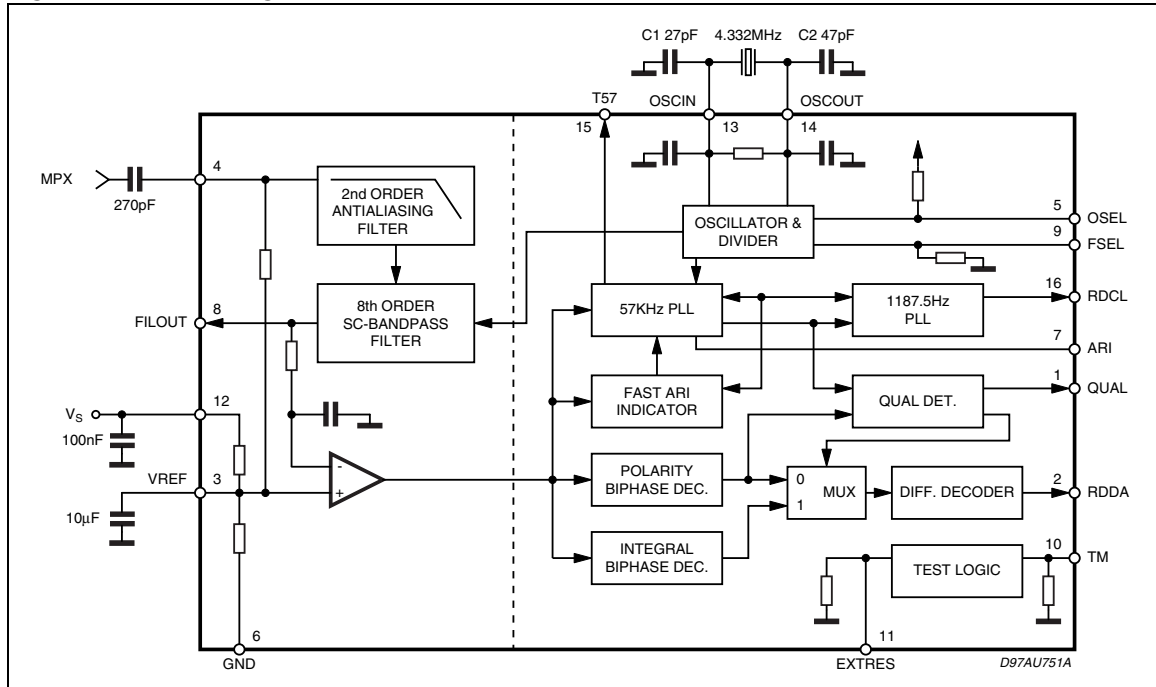 C1 27pF
4.332MHz
C2 47pF
T57
OSCIN
OSCOUT
15
13
14
4
MPX
270pF
2nd ORDER
ANTIALIASING
FILTER
OSCILLATOR &
DIVIDER
5
OSEL
9
FSEL
8
FILOUT
8th ORDER
SC-BANDPASS
FILTER
57KHz PLL
1187.5Hz
PLL
16
RDCL
7
ARI
FAST ARI
INDICATOR
QUAL DET.
1
QUAL
12
VS
100nF
VREF
3
10μF
-
+
POLARITY
BIPHASE DEC.
0
MUX
1
DIFF. DECODER
2
RDDA
INTEGRAL
BIPHASE DEC.
TEST LOGIC
10
TM
6
GND
11
EXTRES
D97AU751A